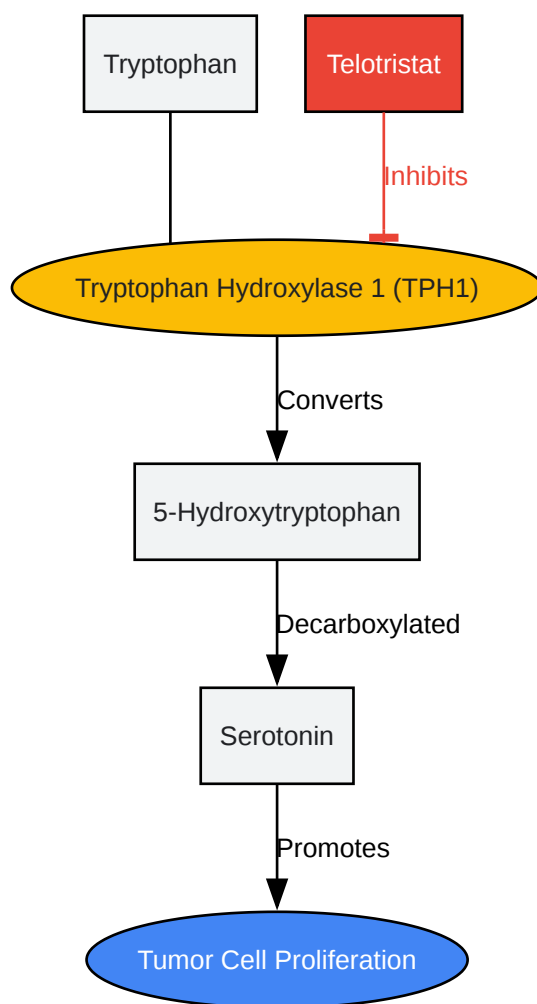 Tryptophan
Telotristat
Inhibits
Tryptophan Hydroxylase 1 (TPH1)
Converts
5-Hydroxytryptophan
Decarboxylated
Serotonin
Promotes
Tumor Cell Proliferation